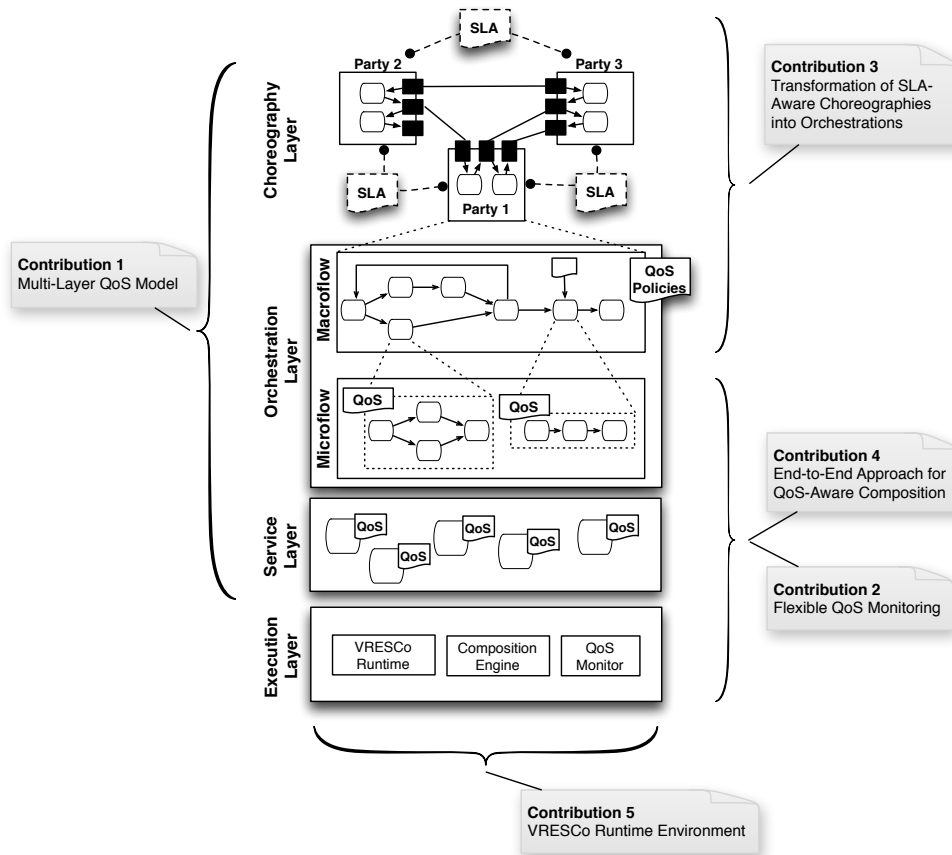 SLA
Party 2
Party 3
Contribution 3
Transformation of SLA-
Aware Choreographies
into Orchestrations
Choreography
Layer
SLA
SLA
Party 1
Contribution 1
Multi-Layer QoS Model
Orchestration
Layer
Macroflow
QoS
Policies
Microflow
QoS
QoS
Contribution 4
End-to-End Approach for
QoS-Aware Composition
Service
Layer
QoS
QoS
QoS
QoS
QoS
Contribution 2
Flexible QoS Monitoring
Execution
Layer
VRESCo
Runtime
Composition
Engine
QoS
Monitor
Contribution 5
VRESCo Runtime Environment